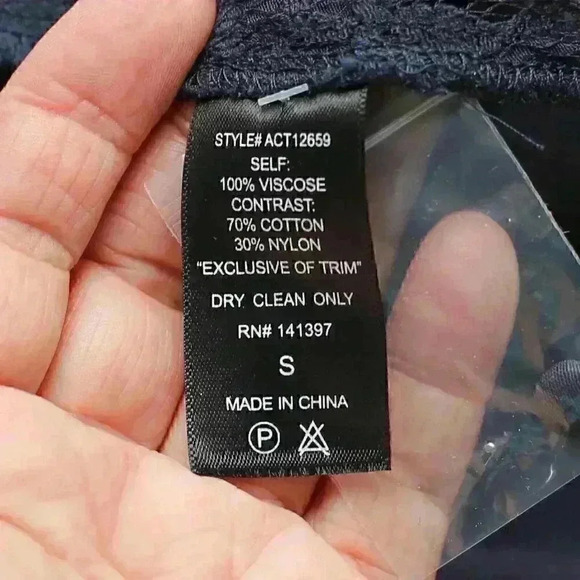 STYLE# ACT12659
SELF:
100% VISCOSE
CONTRAST:
70% COTTON
30% NYLON
"EXCLUSIVE OF TRIM"
DRY CLEAN ONLY
RN# 141397
S
MADE IN CHINA
P